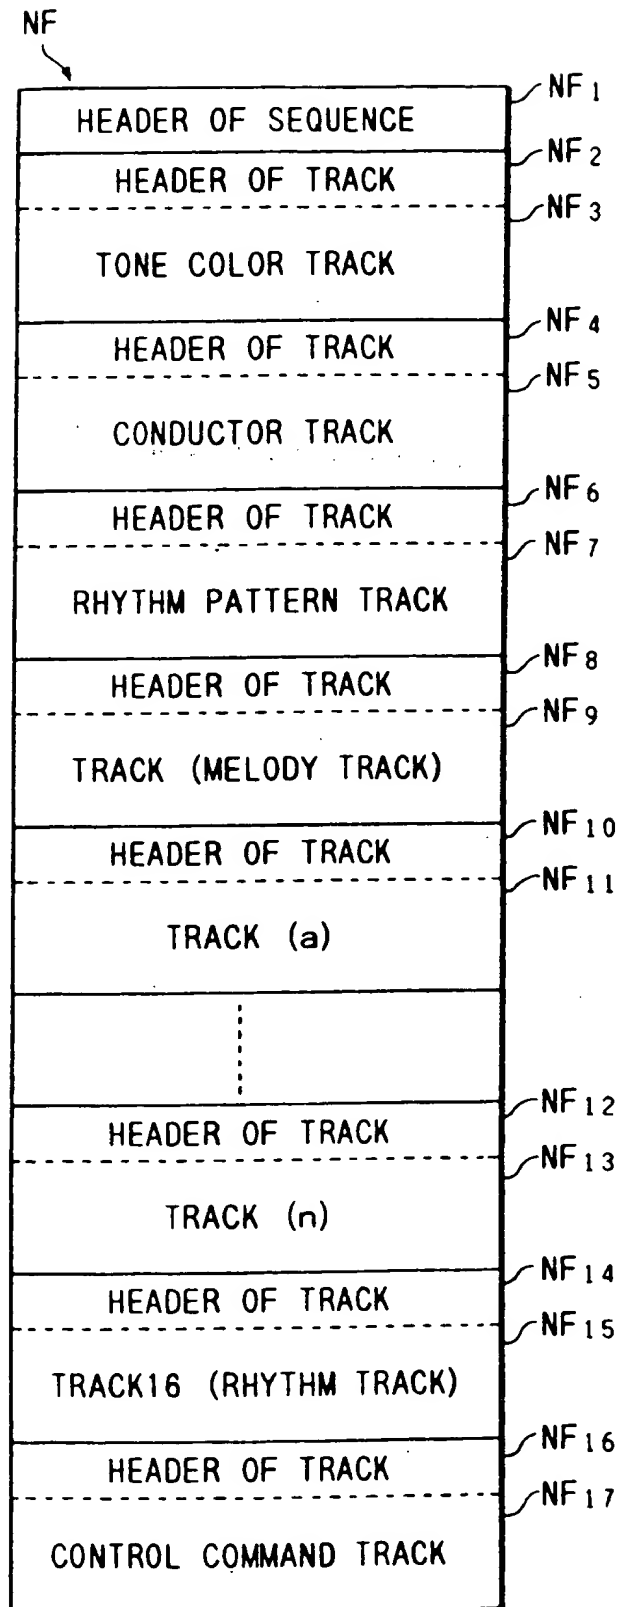 NF
NF1
HEADER OF SEQUENCE
NF2
HEADER OF TRACK
NF3
TONE COLOR TRACK
NF4
HEADER OF TRACK
NF5
CONDUCTOR TRACK
NF6
HEADER OF TRACK
NF7
RHYTHM PATTERN TRACK
NF8
HEADER OF TRACK
NF9
TRACK (MELODY TRACK)
NF10
HEADER OF TRACK
NF11
TRACK (a)
NF12
HEADER OF TRACK
NF13
TRACK (n)
NF14
HEADER OF TRACK
NF15
TRACK16 (RHYTHM TRACK)
NF16
HEADER OF TRACK
NF17
CONTROL COMMAND TRACK